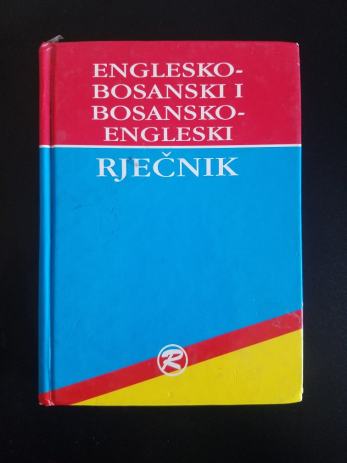 ENGLESKO-
BOSANSKI I
BOSANSKO-
ENGLESKI
RJEČNIK
R